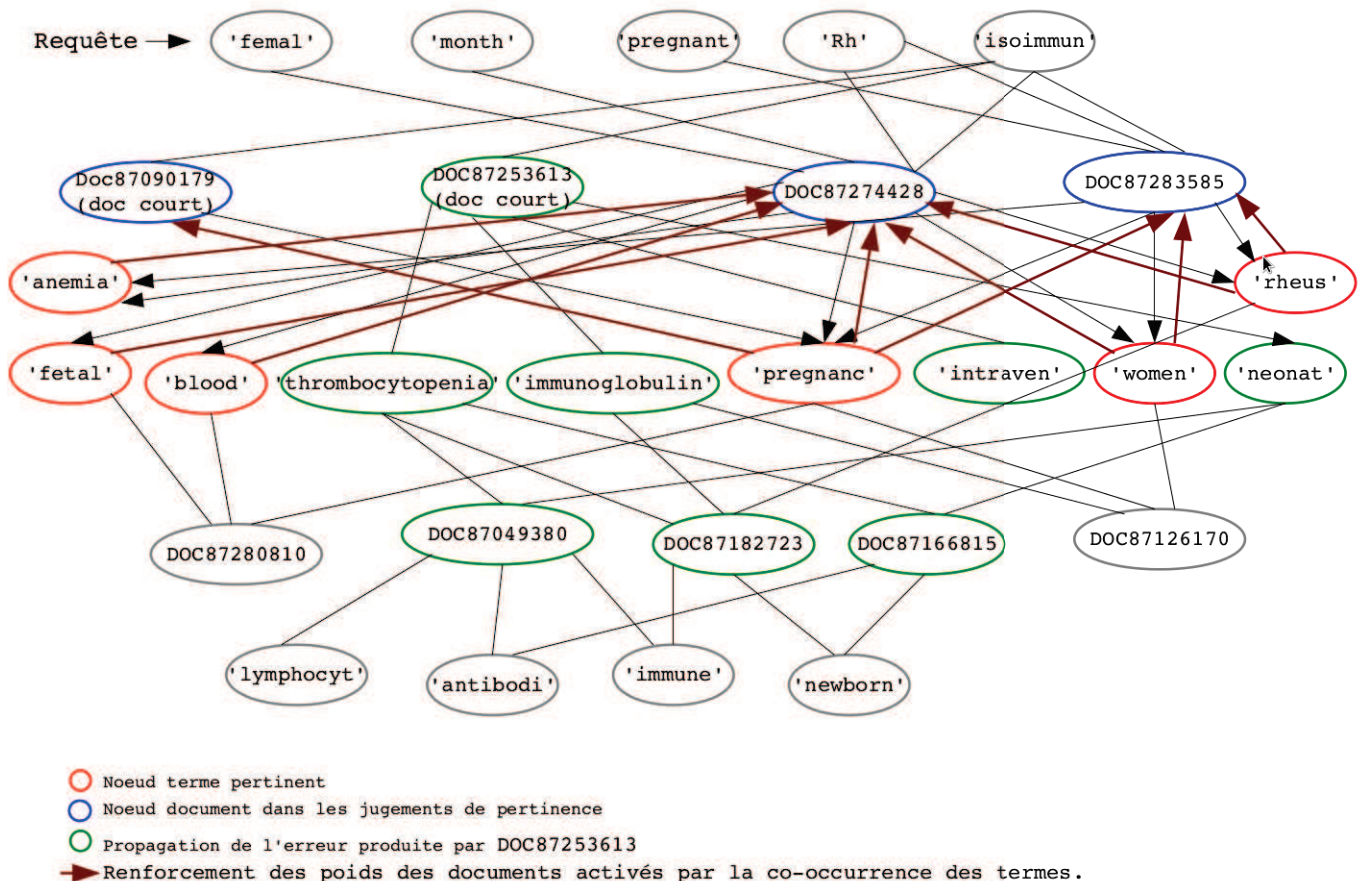 Requête
'femal'
'month'
'pregnant'
'Rh'
'isoimmun'
Doc87090179
(doc court)
DOC87253613
(doc court)
DOC87274428
DOC87283585
'anemia'
'rheus'
'fetal'
'blood'
'thrombocytopenia'
'immunoglobulin'
'pregnanc'
'intraven'
'women'
'neonat'
DOC87280810
DOC87049380
DOC87182723
DOC87166815
DOC87126170
'lymphocyt'
'antibodi'
'immune'
'newborn'
Noeud terme pertinent
Noeud document dans les jugements de pertinence
Propagation de l'erreur produite par DOC87253613
Renforcement des poids des documents activés par la co-occurrence des termes.